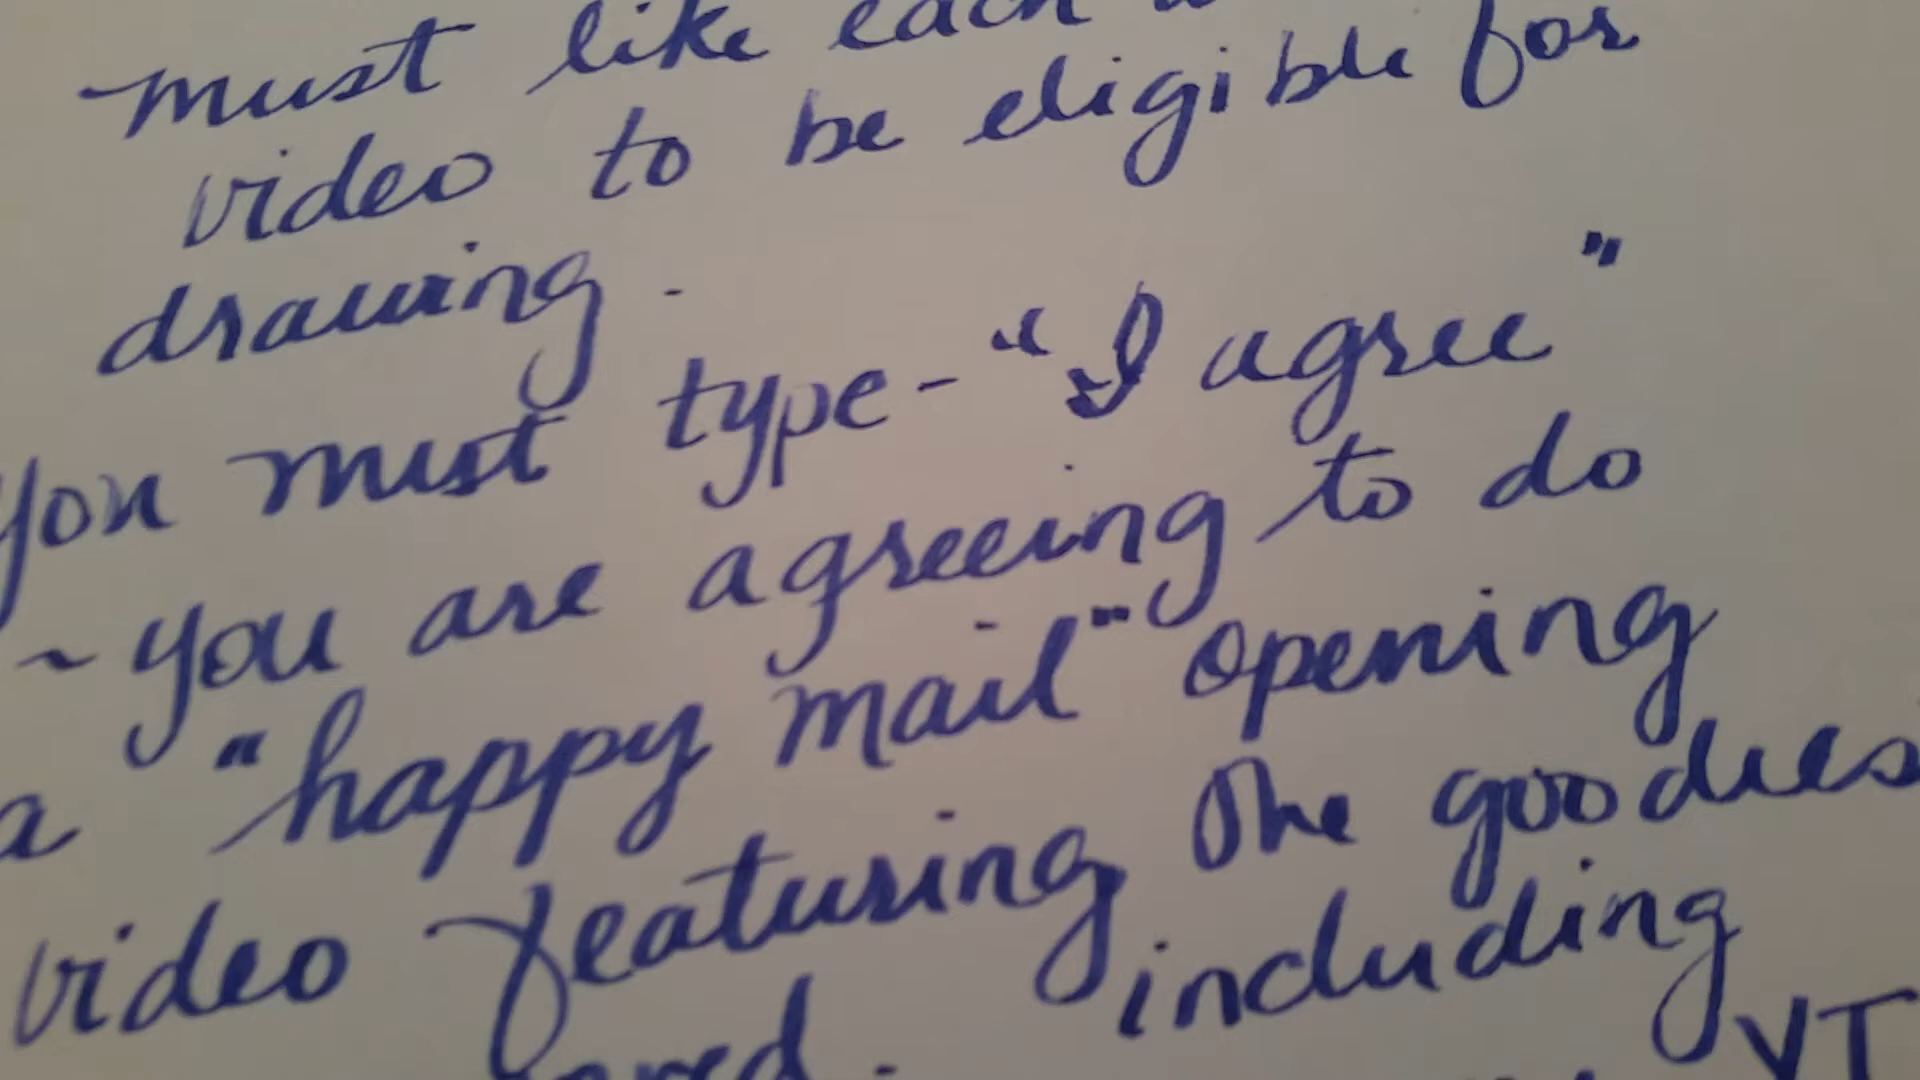 must like each
video to be eligible for
drawing.
you must type - "I agree"
~ you are agreeing to do
a "happy mail" opening
video featuring the goodies
including
YT